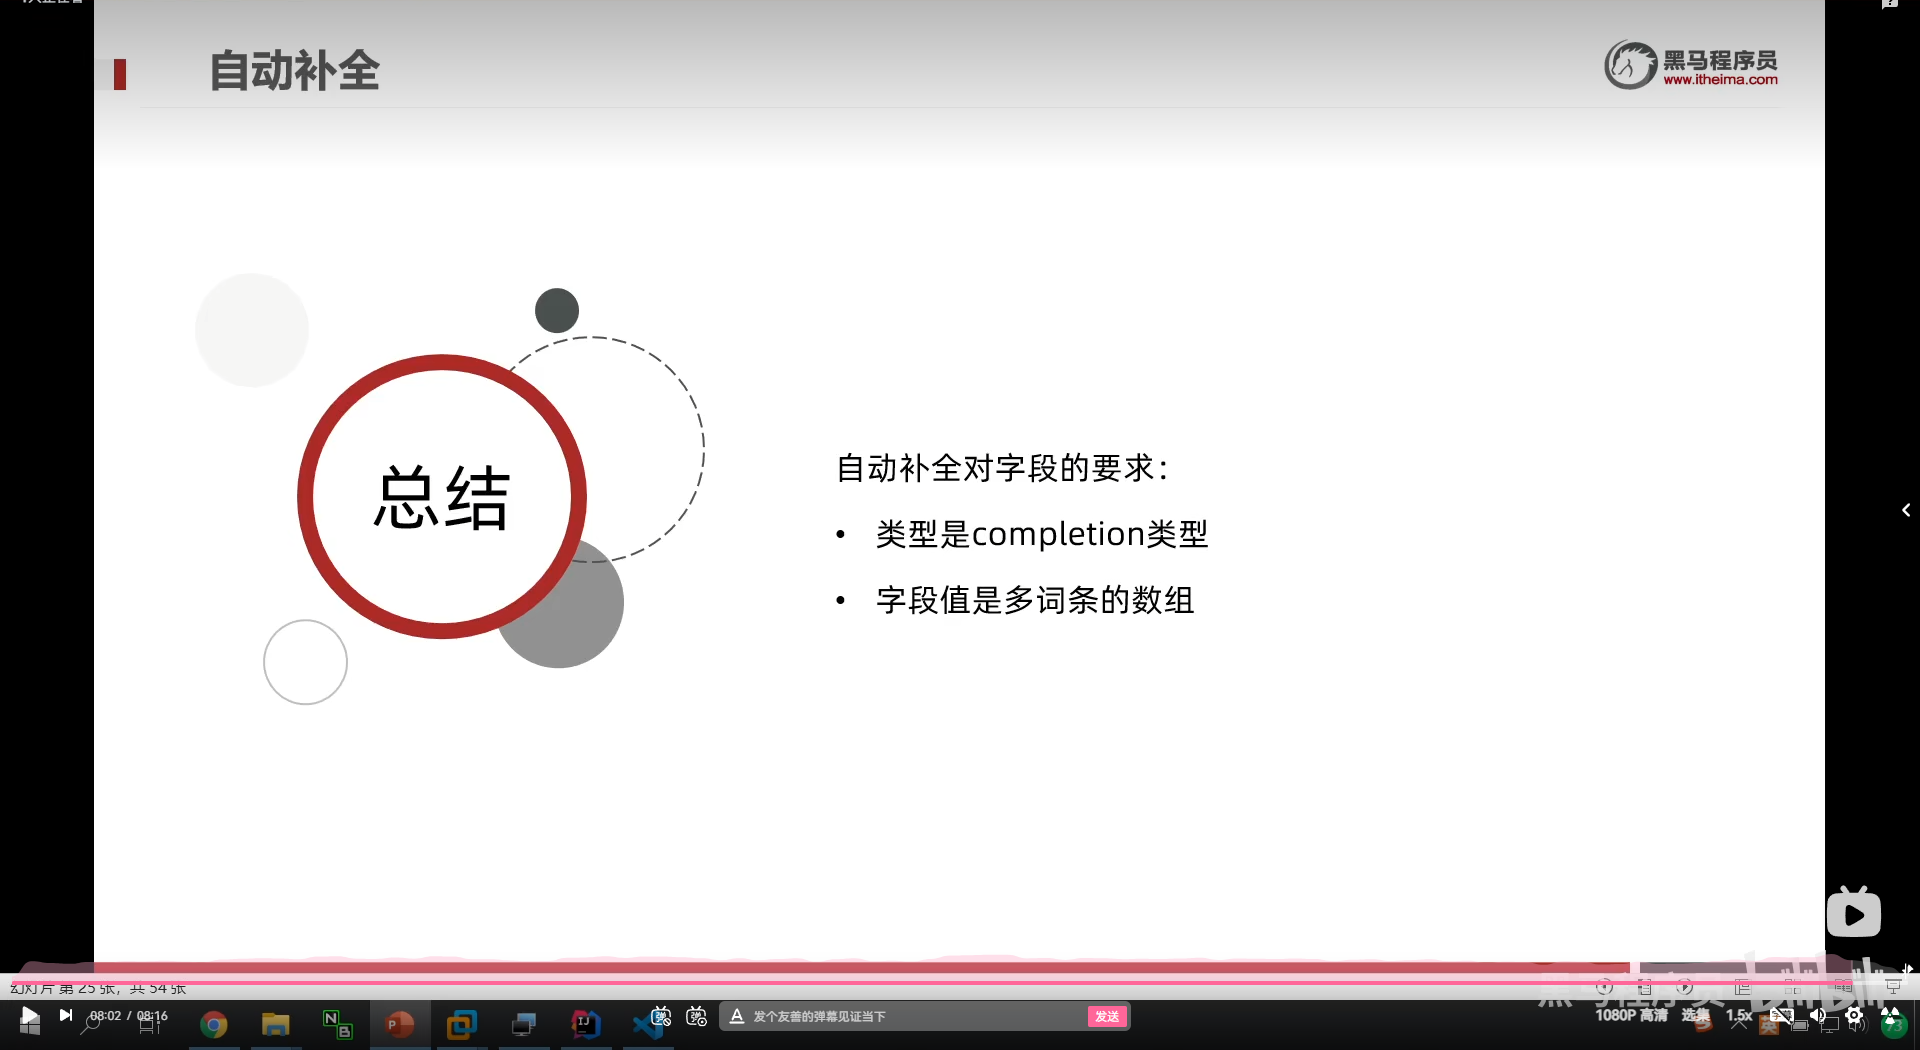 自动补全
黑马程序员
www.itheima.com
总结
自动补全对字段的要求：
• 类型是completion类型
• 字段值是多词条的数组
幻灯片 第 25 张，共 54 张
08:02 / 08:16
发个友善的弹幕见证当下
发送
1080P 高清
选集
1.5x
英
73